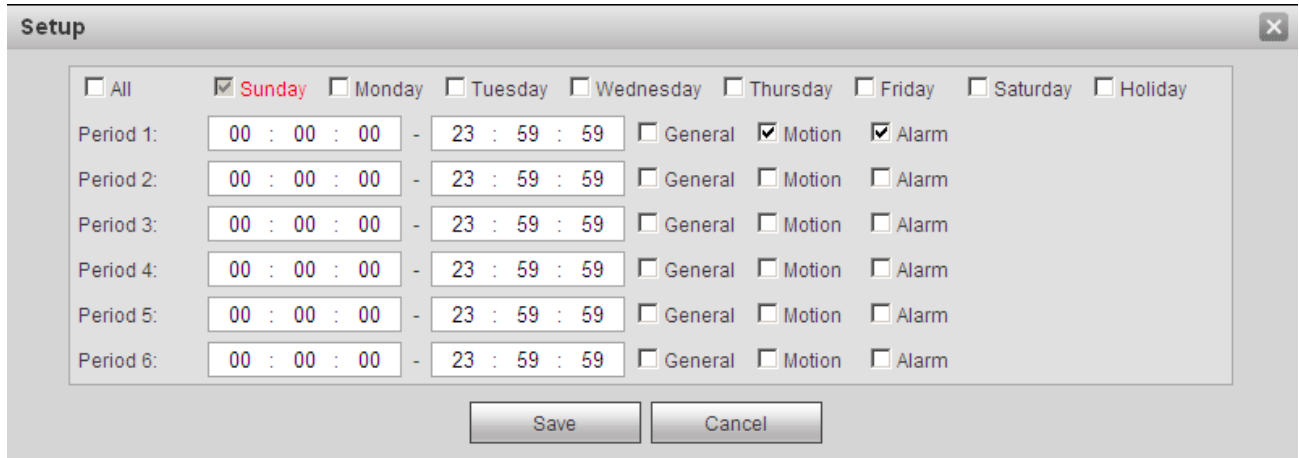 Setup
All Sunday Monday Tuesday Wednesday Thursday Friday Saturday Holiday
Period 1: 00 : 00 : 00 - 23 : 59 : 59 General Motion Alarm
Period 2: 00 : 00 : 00 - 23 : 59 : 59 General Motion Alarm
Period 3: 00 : 00 : 00 - 23 : 59 : 59 General Motion Alarm
Period 4: 00 : 00 : 00 - 23 : 59 : 59 General Motion Alarm
Period 5: 00 : 00 : 00 - 23 : 59 : 59 General Motion Alarm
Period 6: 00 : 00 : 00 - 23 : 59 : 59 General Motion Alarm
Save Cancel